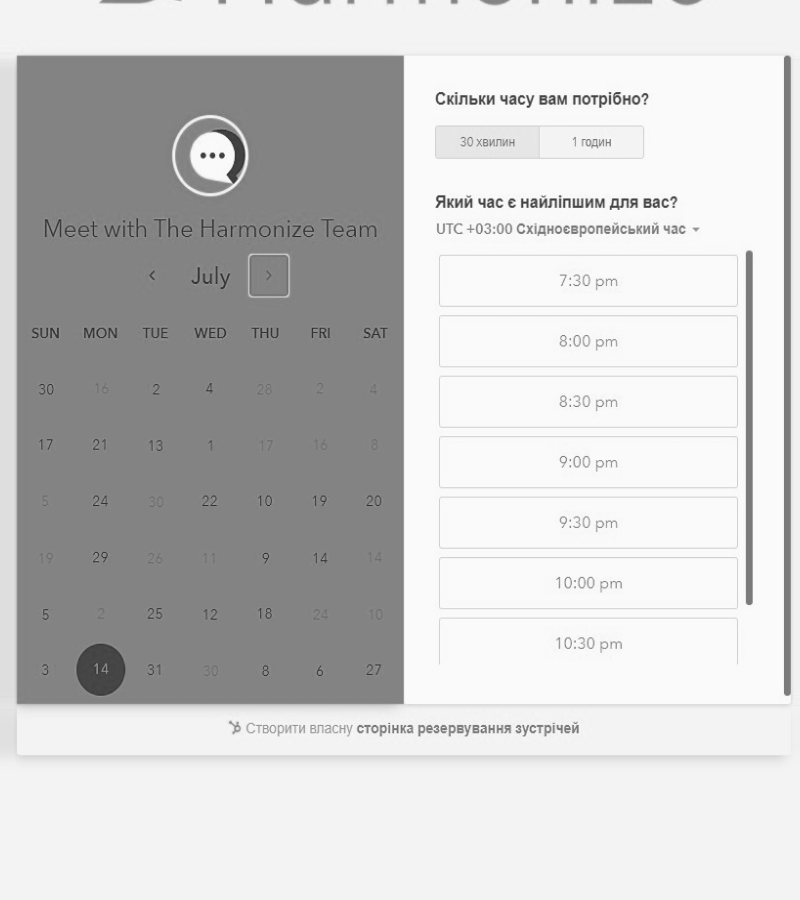 Harmonize
Meet with The Harmonize Team
July
SUN MON TUE WED THU FRI SAT
30 16 2 4 28 2 4
17 21 13 1 17 16 8
5 24 30 22 10 19 20
19 29 26 11 9 14 14
5 2 25 12 18 24 10
3 14 31 30 8 6 27
Скільки часу вам потрібно?
30 хвилин 1 годин
Який час є найліпшим для вас?
UTC +03:00 Східноєвропейський час
7:30 pm
8:00 pm
8:30 pm
9:00 pm
9:30 pm
10:00 pm
10:30 pm
Створити власну сторінка резервування зустрічей